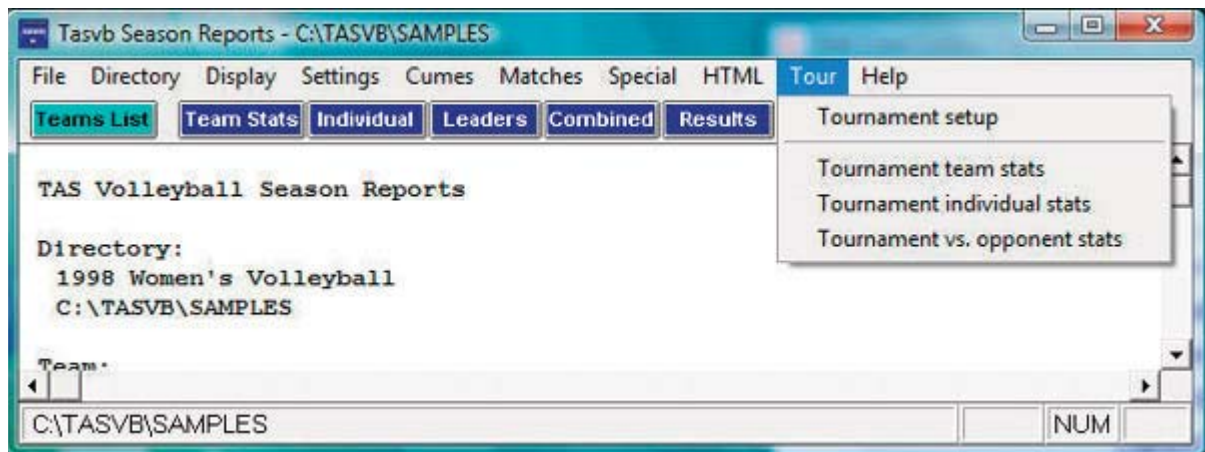 Tasvb Season Reports - C:\TASVB\SAMPLES
File Directory Display Settings Cumes Matches Special HTML Tour Help
Teams List Team Stats Individual Leaders Combined Results
Tournament setup
Tournament team stats
Tournament individual stats
Tournament vs. opponent stats
TAS Volleyball Season Reports
Directory:
1998 Women's Volleyball
C:\TASVB\SAMPLES
Team:
C:\TASVB\SAMPLES NUM